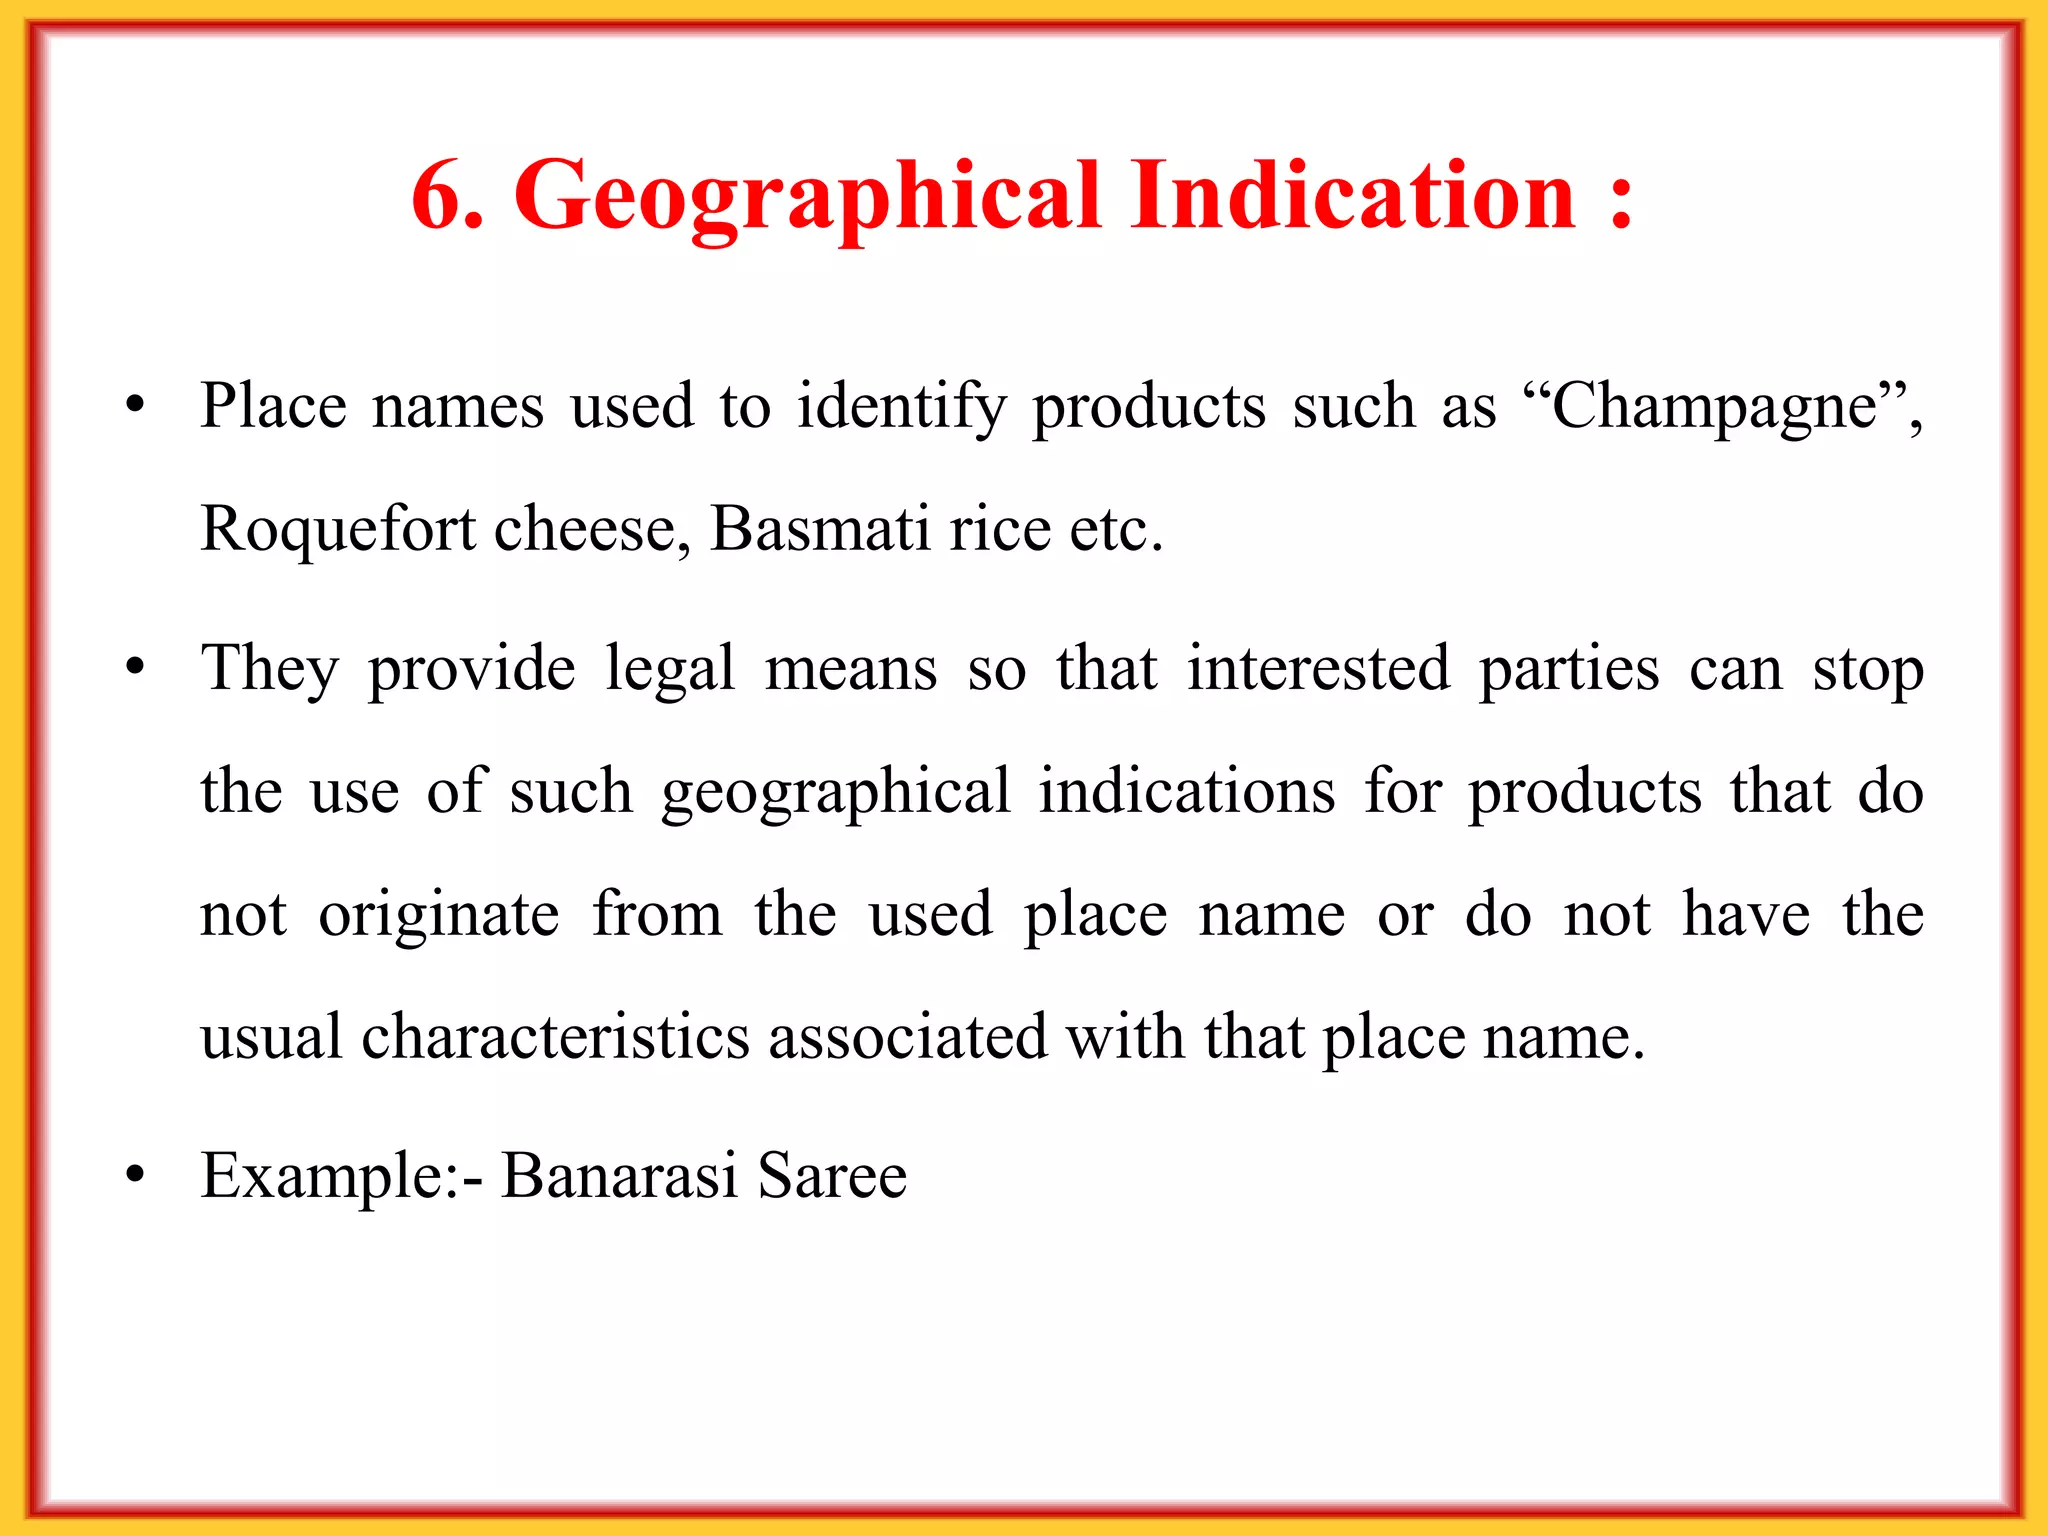 6. Geographical Indication :
• Place names used to identify products such as “Champagne”,
Roquefort cheese, Basmati rice etc.
• They provide legal means so that interested parties can stop
the use of such geographical indications for products that do
not originate from the used place name or do not have the
usual characteristics associated with that place name.
• Example:- Banarasi Saree